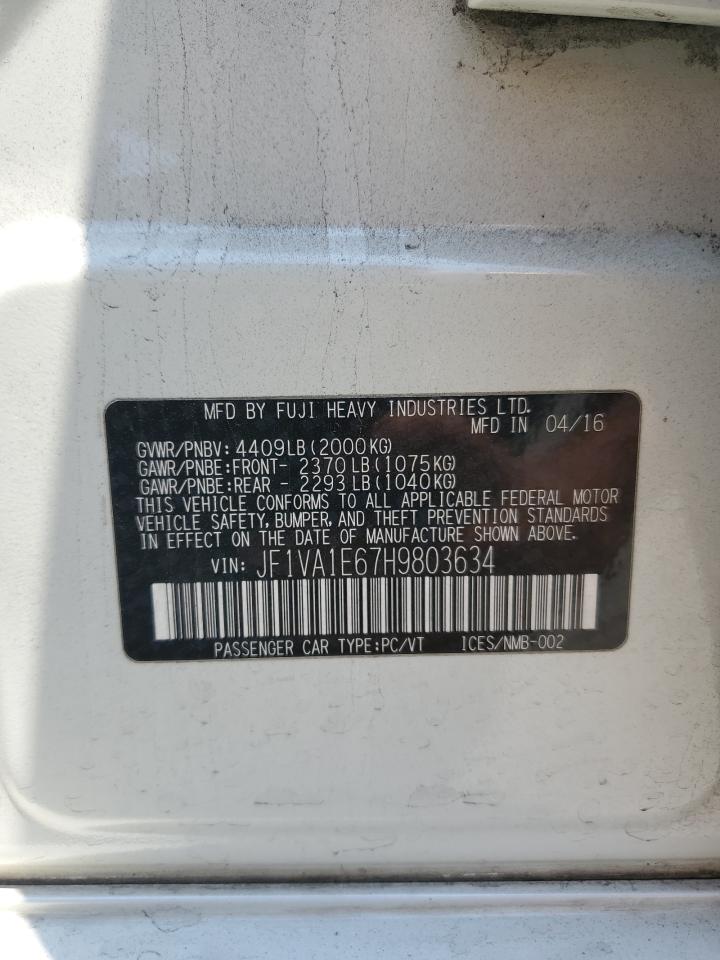 MFD BY FUJI HEAVY INDUSTRIES LTD.
MFD IN 04/16
GVWR/PNBV: 4409LB(2000KG)
GAWR/PNBE:FRONT- 2370LB(1075KG)
GAWR/PNBE:REAR - 2293LB(1040KG)
THIS VEHICLE CONFORMS TO ALL APPLICABLE FEDERAL MOTOR
VEHICLE SAFETY, BUMPER, AND THEFT PREVENTION STANDARDS
IN EFFECT ON THE DATE OF MANUFACTURE SHOWN ABOVE.
VIN: JF1VA1E67H9803634
PASSENGER CAR TYPE:PC/VT ICES/NMB-002